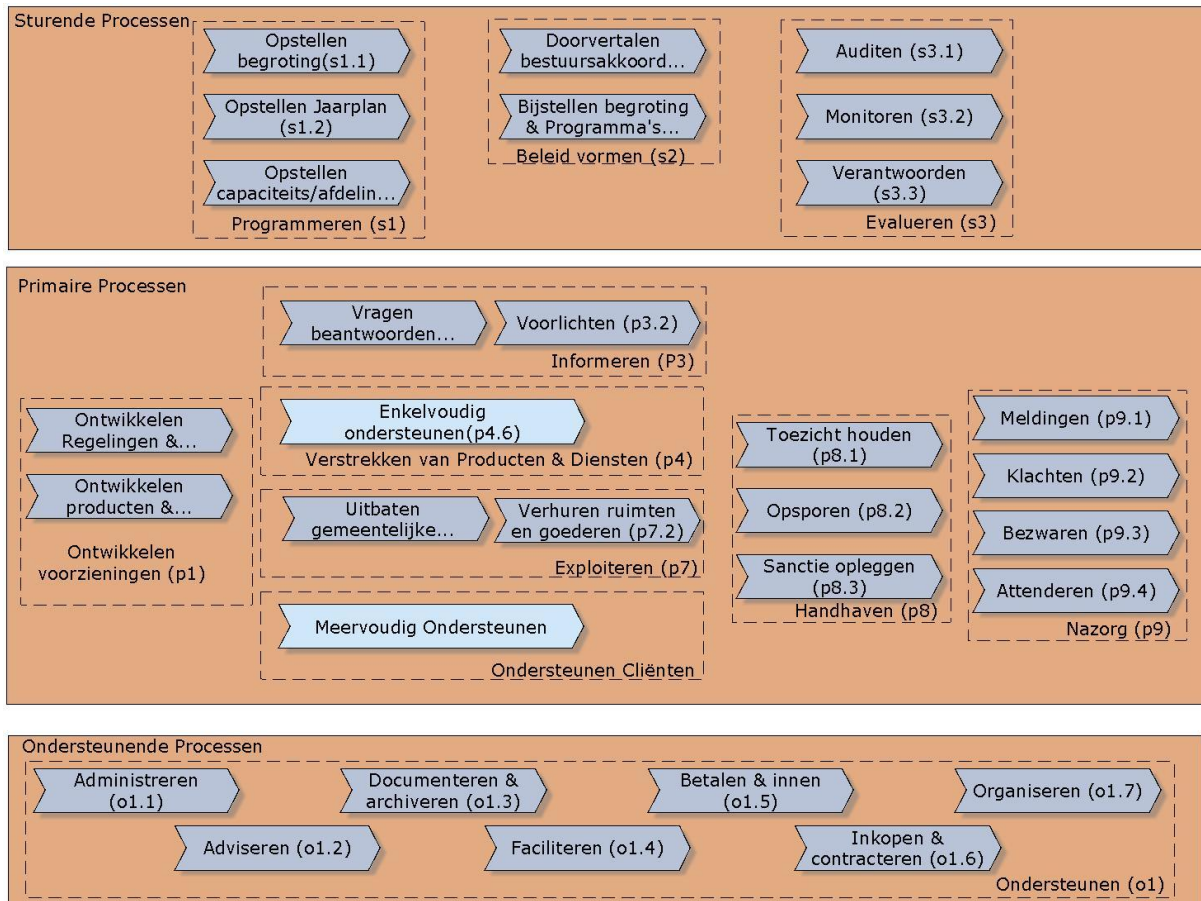 Sturende Processen
Opstellen
begroting(s1.1)
Opstellen Jaarplan
(s1.2)
Opstellen
capaciteits/afdelin...
Programmeren (s1)
Doorvertalen
bestuursakkoord...
Bijstellen begroting
& Programma's...
Beleid vormen (s2)
Auditen (s3.1)
Monitoren (s3.2)
Verantwoorden
(s3.3)
Evalueren (s3)
Primaire Processen
Ontwikkelen
Regelingen &...
Ontwikkelen
producten &...
Ontwikkelen
voorzieningen (p1)
Vragen
beantwoorden...
Voorlichten (p3.2)
Informeren (P3)
Enkelvoudig
ondersteunen(p4.6)
Verstrekken van Producten & Diensten (p4)
Uitbaten
gemeentelijke...
Verhuren ruimten
en goederen (p7.2)
Exploiteren (p7)
Meervoudig Ondersteunen
Ondersteunen Cliënten
Toezicht houden
(p8.1)
Opsporen (p8.2)
Sanctie opleggen
(p8.3)
Handhaven (p8)
Meldingen (p9.1)
Klachten (p9.2)
Bezwaren (p9.3)
Attenderen (p9.4)
Nazorg (p9)
Ondersteunende Processen
Administreren
(o1.1)
Adviseren (o1.2)
Documenteren &
archiveren (o1.3)
Faciliteren (o1.4)
Betalen & innen
(o1.5)
Inkopen &
contracteren (o1.6)
Organiseren (o1.7)
Ondersteunen (o1)